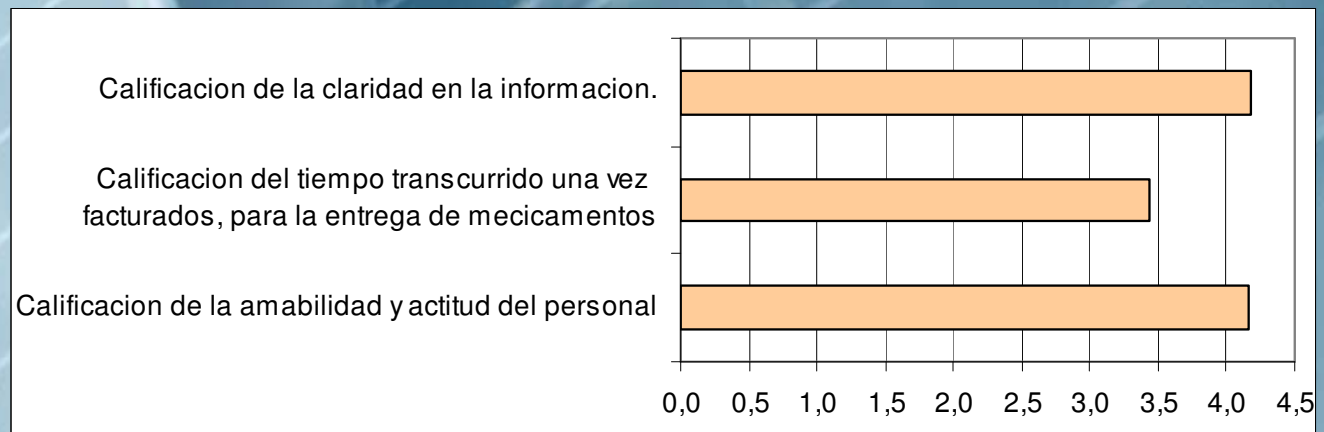 Calificacion de la claridad en la informacion.
Calificacion del tiempo transcurrido una vez
facturados, para la entrega de mecicamentos
Calificacion de la amabilidad y actitud del personal
0,0 0,5 1,0 1,5 2,0 2,5 3,0 3,5 4,0 4,5